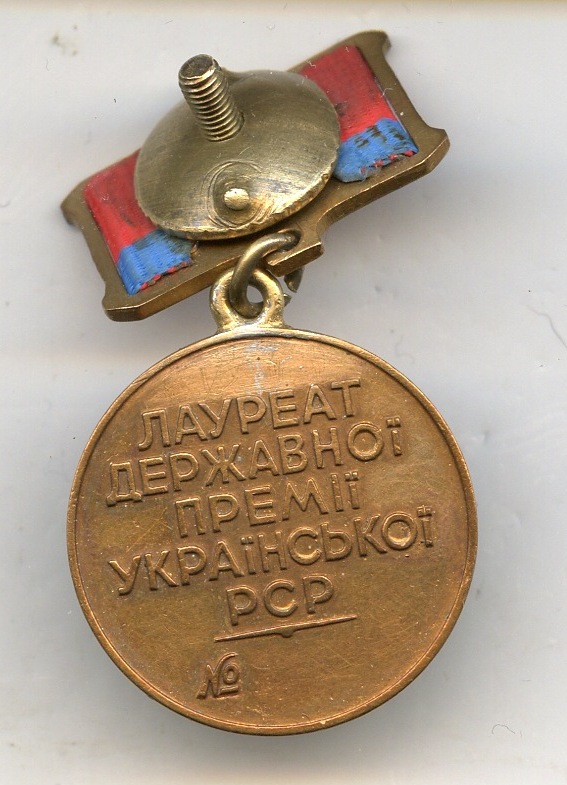 ЛАУРЕАТ
ДЕРЖАВНОЇ
ПРЕМІЇ
УКРАЇНСЬКОЇ
РСР
№